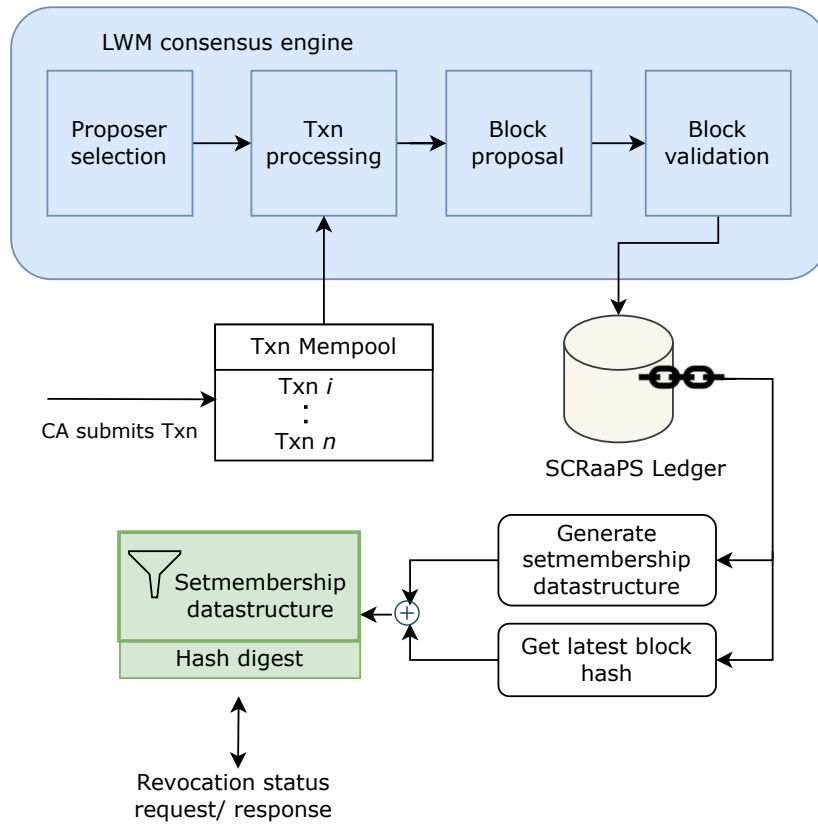 LWM consensus engine
Proposer
selection
Txn
processing
Block
proposal
Block
validation
Txn Mempool
Txn i
⋮
Txn n
CA submits Txn
SCRaaPS Ledger
Generate
setmembership
datastructure
Setmembership
datastructure
Hash digest
Get latest block
hash
Revocation status
request/ response